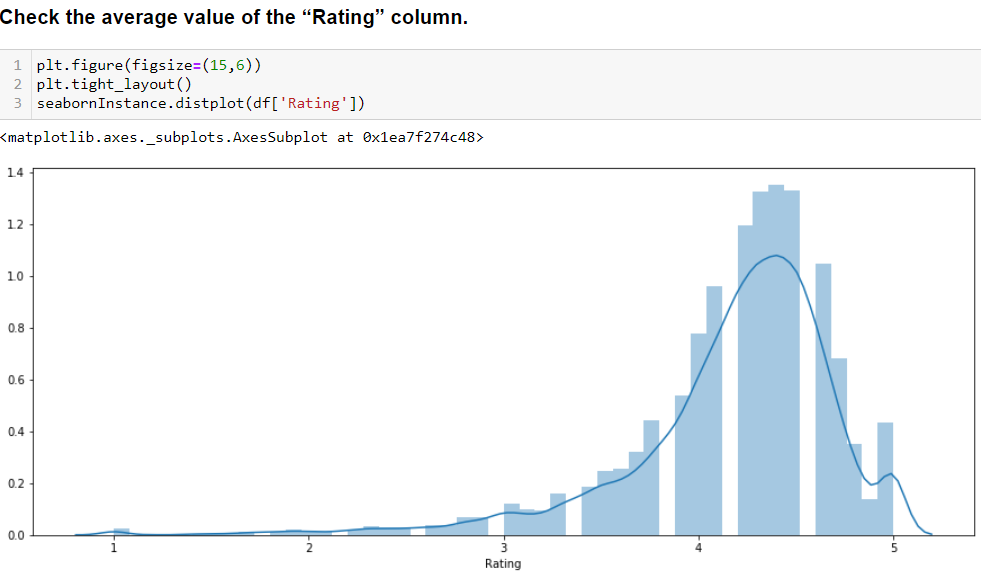 Check the average value of the “Rating” column.
1 plt.figure(figsize=(15,6))
2 plt.tight_layout()
3 seabornInstance.distplot(df['Rating'])
<matplotlib.axes._subplots.AxesSubplot at 0x1ea7f274c48>
1.4
1.2
1.0
0.8
0.6
0.4
0.2
0.0
1 2 3 4 5
Rating